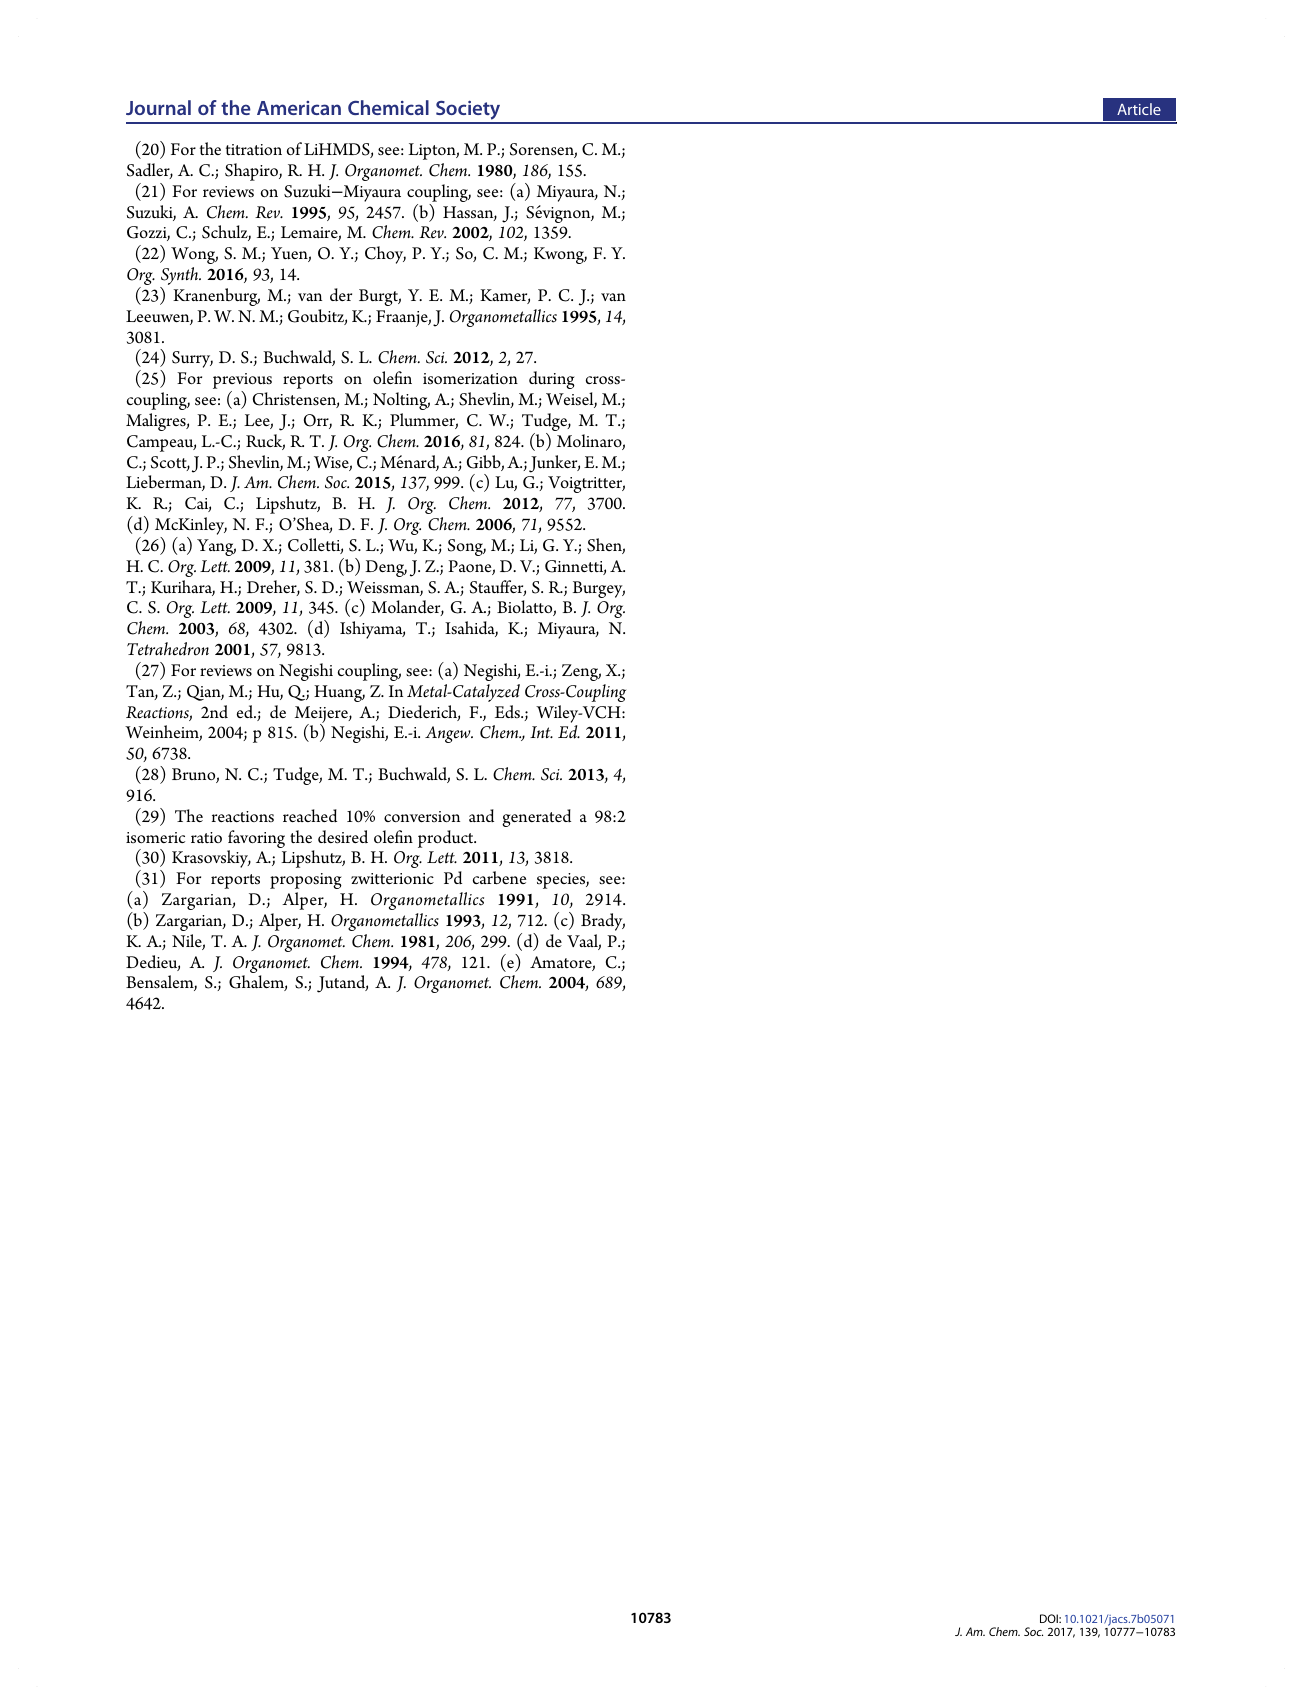 Journal of the American Chemical Society
Article
(20) For the titration of LiHMDS, see: Lipton, M. P.; Sorensen, C. M.;
Sadler, A. C.; Shapiro, R. H. J. Organomet. Chem. 1980, 186, 155.
(21) For reviews on Suzuki−Miyaura coupling, see: (a) Miyaura, N.;
Suzuki, A. Chem. Rev. 1995, 95, 2457. (b) Hassan, J.; Sévignon, M.;
Gozzi, C.; Schulz, E.; Lemaire, M. Chem. Rev. 2002, 102, 1359.
(22) Wong, S. M.; Yuen, O. Y.; Choy, P. Y.; So, C. M.; Kwong, F. Y.
Org. Synth. 2016, 93, 14.
(23) Kranenburg, M.; van der Burgt, Y. E. M.; Kamer, P. C. J.; van
Leeuwen, P. W. N. M.; Goubitz, K.; Fraanje, J. Organometallics 1995, 14,
3081.
(24) Surry, D. S.; Buchwald, S. L. Chem. Sci. 2012, 2, 27.
(25) For previous reports on olefin isomerization during cross-
coupling, see: (a) Christensen, M.; Nolting, A.; Shevlin, M.; Weisel, M.;
Maligres, P. E.; Lee, J.; Orr, R. K.; Plummer, C. W.; Tudge, M. T.;
Campeau, L.-C.; Ruck, R. T. J. Org. Chem. 2016, 81, 824. (b) Molinaro,
C.; Scott, J. P.; Shevlin, M.; Wise, C.; Ménard, A.; Gibb, A.; Junker, E. M.;
Lieberman, D. J. Am. Chem. Soc. 2015, 137, 999. (c) Lu, G.; Voigtritter,
K. R.; Cai, C.; Lipshutz, B. H. J. Org. Chem. 2012, 77, 3700.
(d) McKinley, N. F.; O'Shea, D. F. J. Org. Chem. 2006, 71, 9552.
(26) (a) Yang, D. X.; Colletti, S. L.; Wu, K.; Song, M.; Li, G. Y.; Shen,
H. C. Org. Lett. 2009, 11, 381. (b) Deng, J. Z.; Paone, D. V.; Ginnetti, A.
T.; Kurihara, H.; Dreher, S. D.; Weissman, S. A.; Stauffer, S. R.; Burgey,
C. S. Org. Lett. 2009, 11, 345. (c) Molander, G. A.; Biolatto, B. J. Org.
Chem. 2003, 68, 4302. (d) Ishiyama, T.; Isahida, K.; Miyaura, N.
Tetrahedron 2001, 57, 9813.
(27) For reviews on Negishi coupling, see: (a) Negishi, E.-i.; Zeng, X.;
Tan, Z.; Qian, M.; Hu, Q.; Huang, Z. In Metal-Catalyzed Cross-Coupling
Reactions, 2nd ed.; de Meijere, A.; Diederich, F., Eds.; Wiley-VCH:
Weinheim, 2004; p 815. (b) Negishi, E.-i. Angew. Chem., Int. Ed. 2011,
50, 6738.
(28) Bruno, N. C.; Tudge, M. T.; Buchwald, S. L. Chem. Sci. 2013, 4,
916.
(29) The reactions reached 10% conversion and generated a 98:2
isomeric ratio favoring the desired olefin product.
(30) Krasovskiy, A.; Lipshutz, B. H. Org. Lett. 2011, 13, 3818.
(31) For reports proposing zwitterionic Pd carbene species, see:
(a) Zargarian, D.; Alper, H. Organometallics 1991, 10, 2914.
(b) Zargarian, D.; Alper, H. Organometallics 1993, 12, 712. (c) Brady,
K. A.; Nile, T. A. J. Organomet. Chem. 1981, 206, 299. (d) de Vaal, P.;
Dedieu, A. J. Organomet. Chem. 1994, 478, 121. (e) Amatore, C.;
Bensalem, S.; Ghalem, S.; Jutand, A. J. Organomet. Chem. 2004, 689,
4642.
10783
DOI: 10.1021/jacs.7b05071
J. Am. Chem. Soc. 2017, 139, 10777−10783